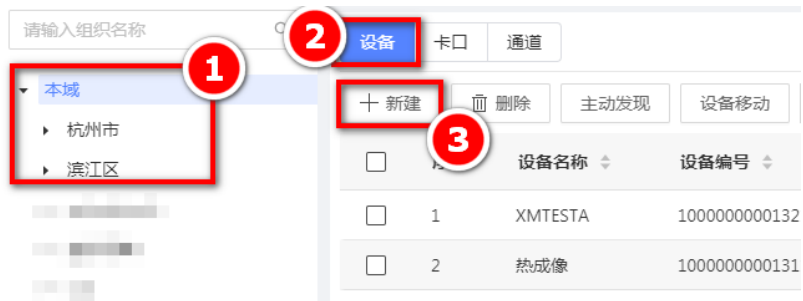 请输入组织名称
本域
杭州市
滨江区
1
2
设备 卡口 通道
新建 删除 主动发现 设备移动
3
设备名称 设备编号
1 XMTESTA 1000000000132
2 热成像 1000000000131